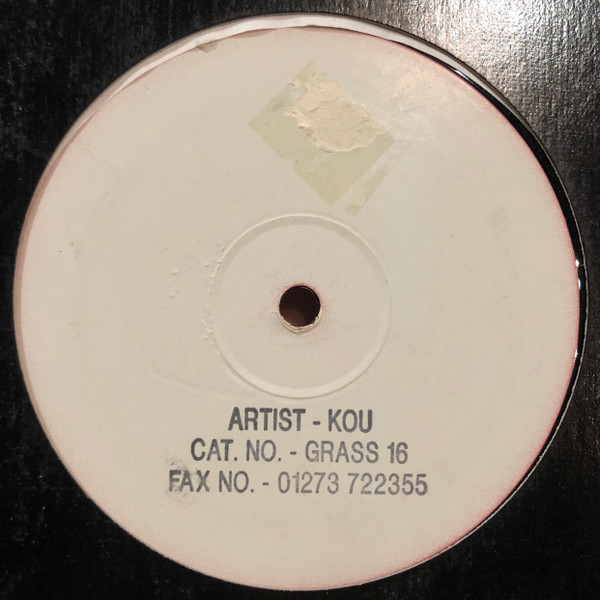 ARTIST - KOU
CAT. NO. - GRASS 16
FAX NO. - 01273 722355